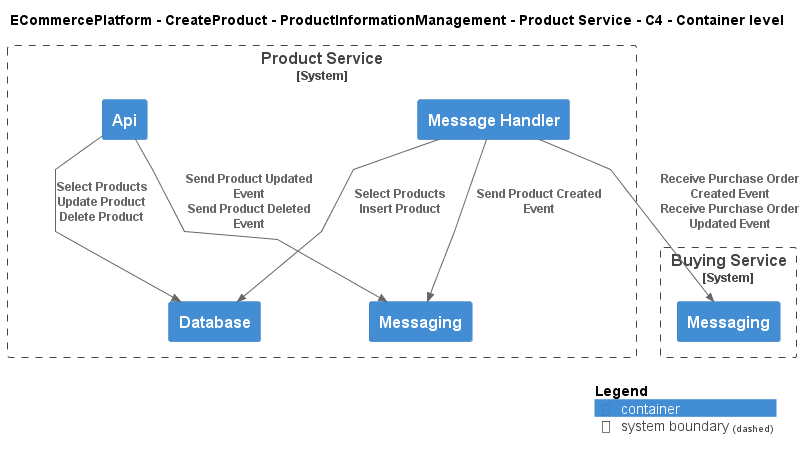 ECommercePlatform - CreateProduct - ProductInformationManagement - Product Service - C4 - Container level
Product Service
[System]
Api
Message Handler
Select Products
Update Product
Delete Product
Send Product Updated
Event
Send Product Deleted
Event
Select Products
Insert Product
Send Product Created
Event
Receive Purchase Order
Created Event
Receive Purchase Order
Updated Event
Buying Service
[System]
Database
Messaging
Messaging
Legend
container
system boundary (dashed)